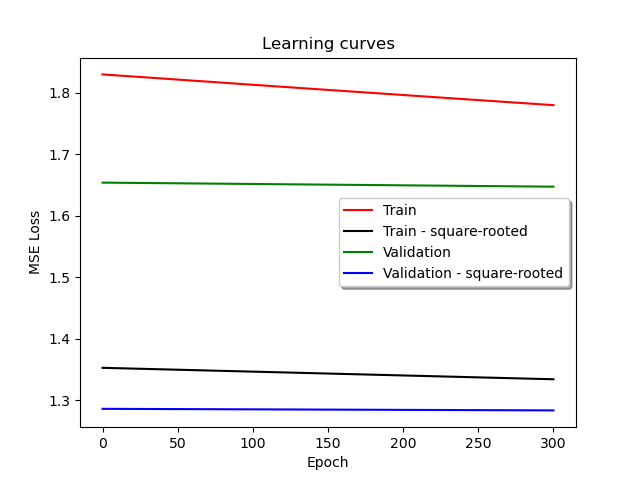 Learning curves
MSE Loss
1.8
1.7
1.6
1.5
1.4
1.3
Train
Train - square-rooted
Validation
Validation - square-rooted
0 50 100 150 200 250 300
Epoch